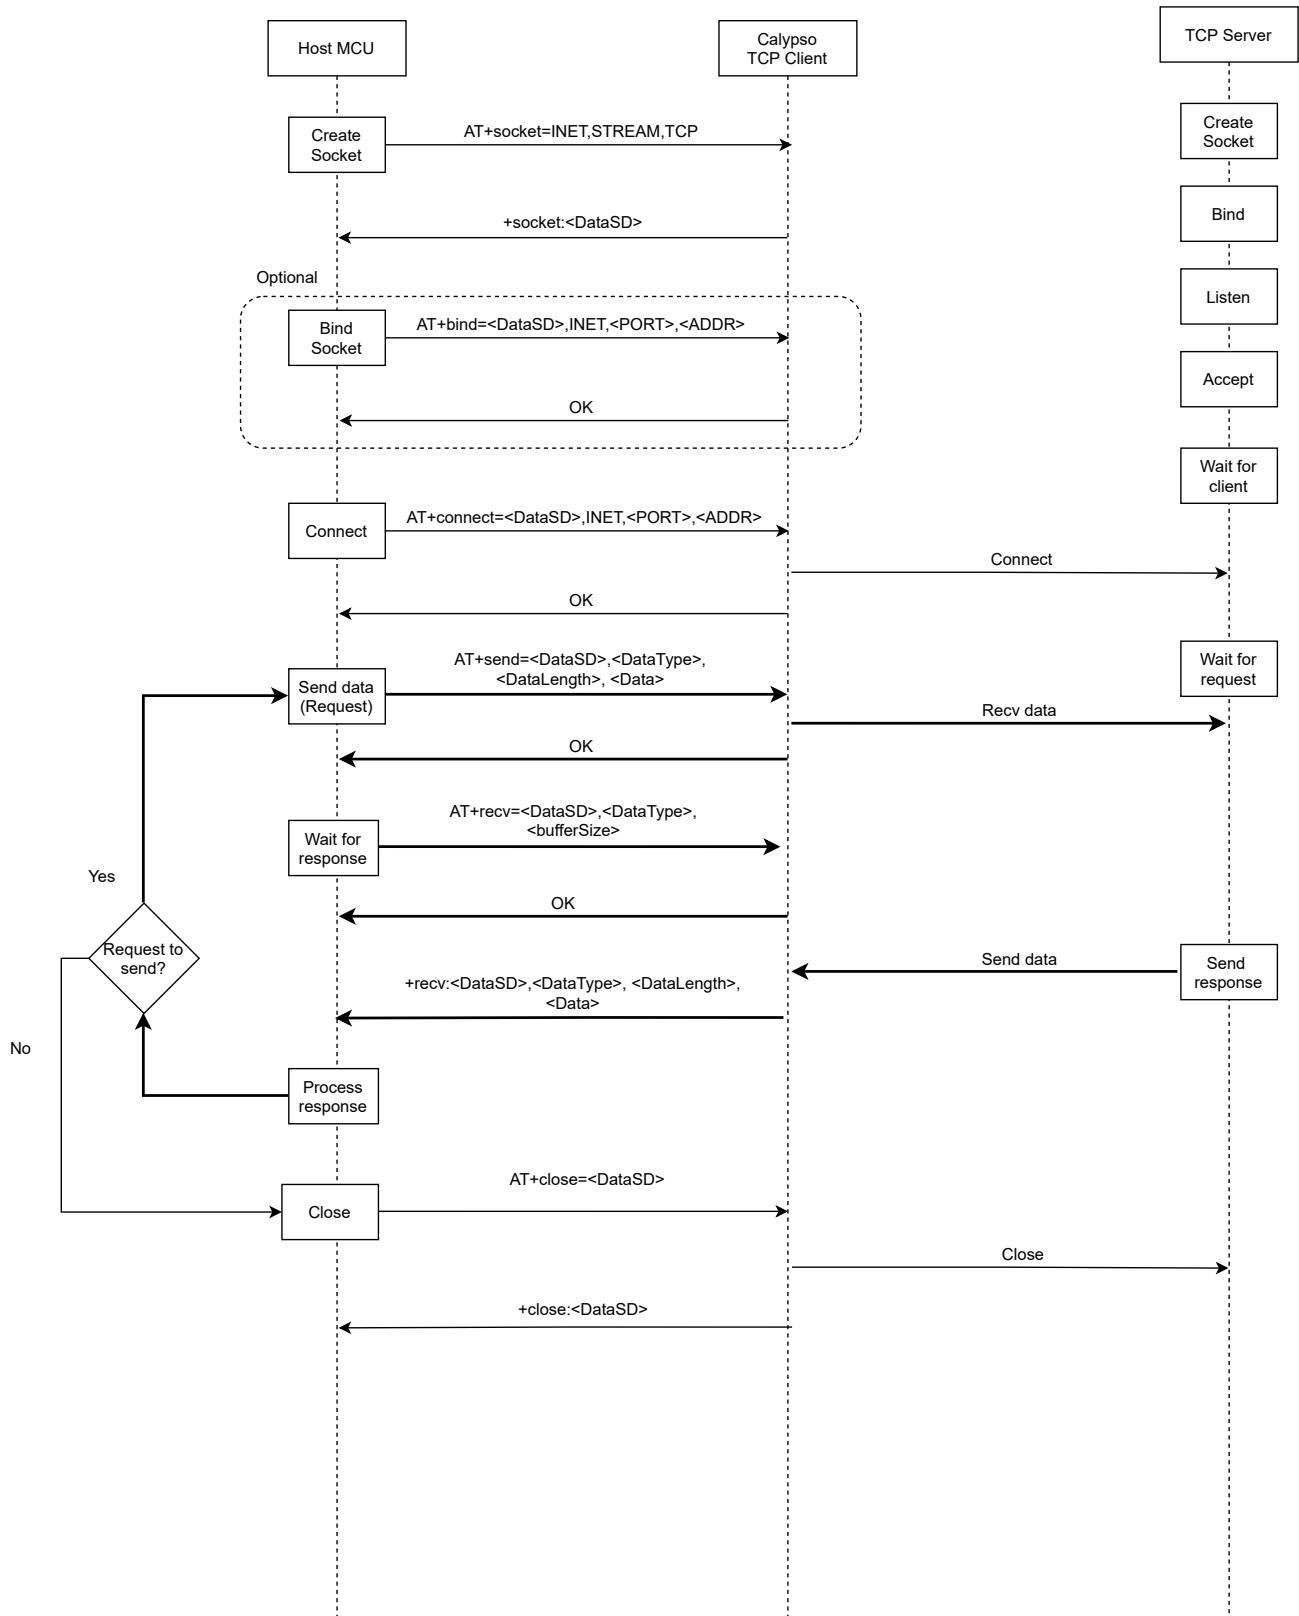 Host MCU
Calypso
TCP Client
TCP Server
Create
Socket
AT+socket=INET,STREAM,TCP
Create
Socket
+socket:<DataSD>
Bind
Optional
Listen
Bind
Socket
AT+bind=<DataSD>,INET,<PORT>,<ADDR>
Accept
OK
Wait for
client
Connect
AT+connect=<DataSD>,INET,<PORT>,<ADDR>
Connect
OK
Send data
(Request)
AT+send=<DataSD>,<DataType>,
<DataLength>, <Data>
Wait for
request
Recv data
OK
Wait for
response
AT+recv=<DataSD>,<DataType>,
<bufferSize>
Yes
OK
Request to
send?
Send data
Send
response
+recv:<DataSD>,<DataType>, <DataLength>,
<Data>
No
Process
response
AT+close=<DataSD>
Close
Close
+close:<DataSD>